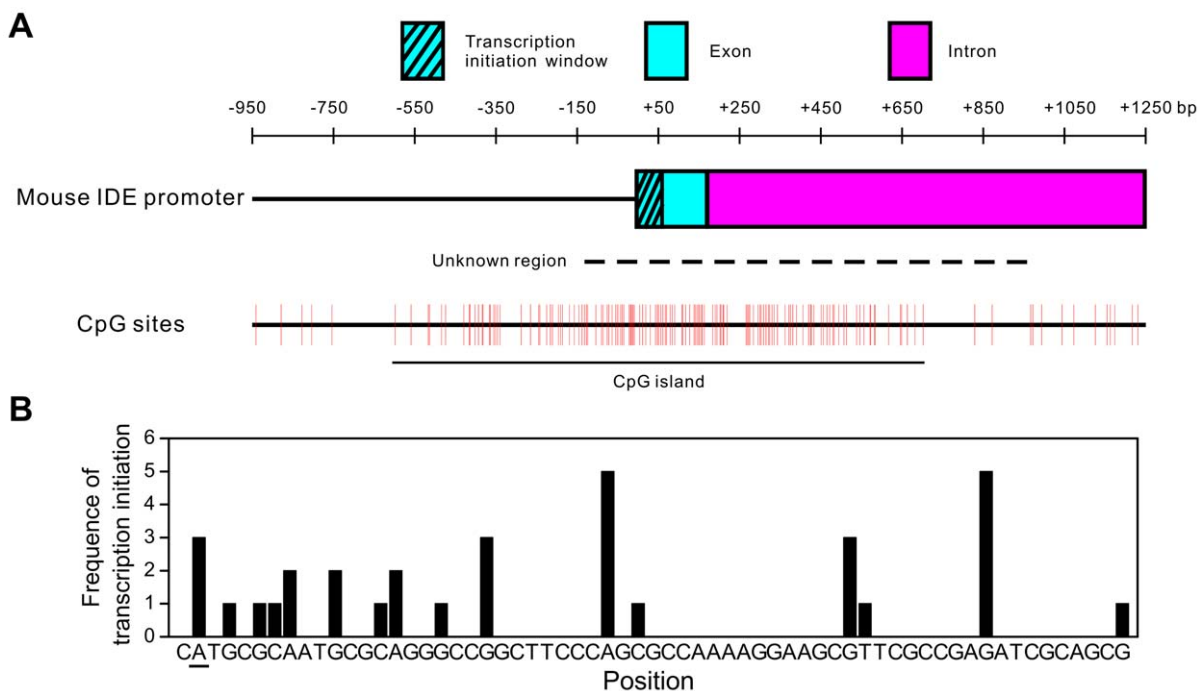 A
Transcription
initiation window
Exon
Intron
-950 -750 -550 -350 -150 +50 +250 +450 +650 +850 +1050 +1250 bp
Mouse IDE promoter
Unknown region
CpG sites
CpG island
B
Frequence of
transcription initiation
6
5
4
3
2
1
0
CATGCGCAATGCGCAGGGCCGGCTTCCCAGCGCCAAAAGGAAGCGTTCGCCGAGATCGCAGCG
Position